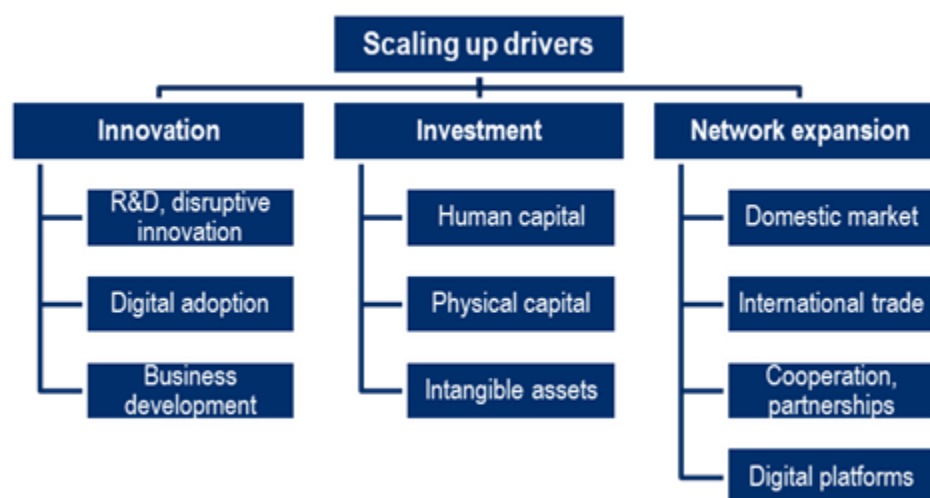 Scaling up drivers
Innovation
R&D, disruptive
innovation
Digital adoption
Business
development
Investment
Human capital
Physical capital
Intangible assets
Network expansion
Domestic market
International trade
Cooperation,
partnerships
Digital platforms